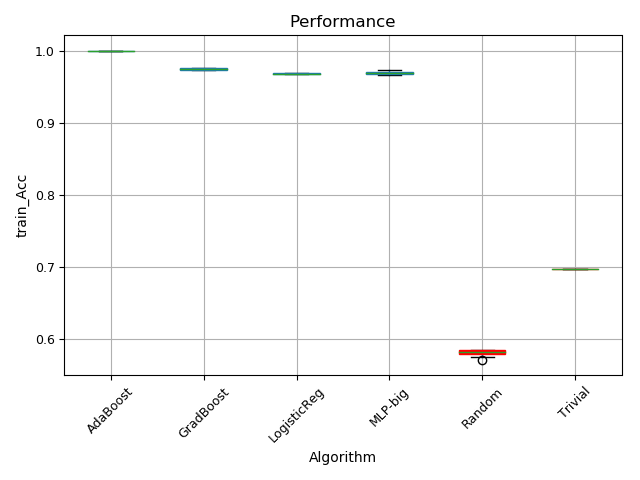 Performance
train_Acc
1.0
0.9
0.8
0.7
0.6
AdaBoost
GradBoost
LogisticReg
MLP-big
Random
Trivial
Algorithm